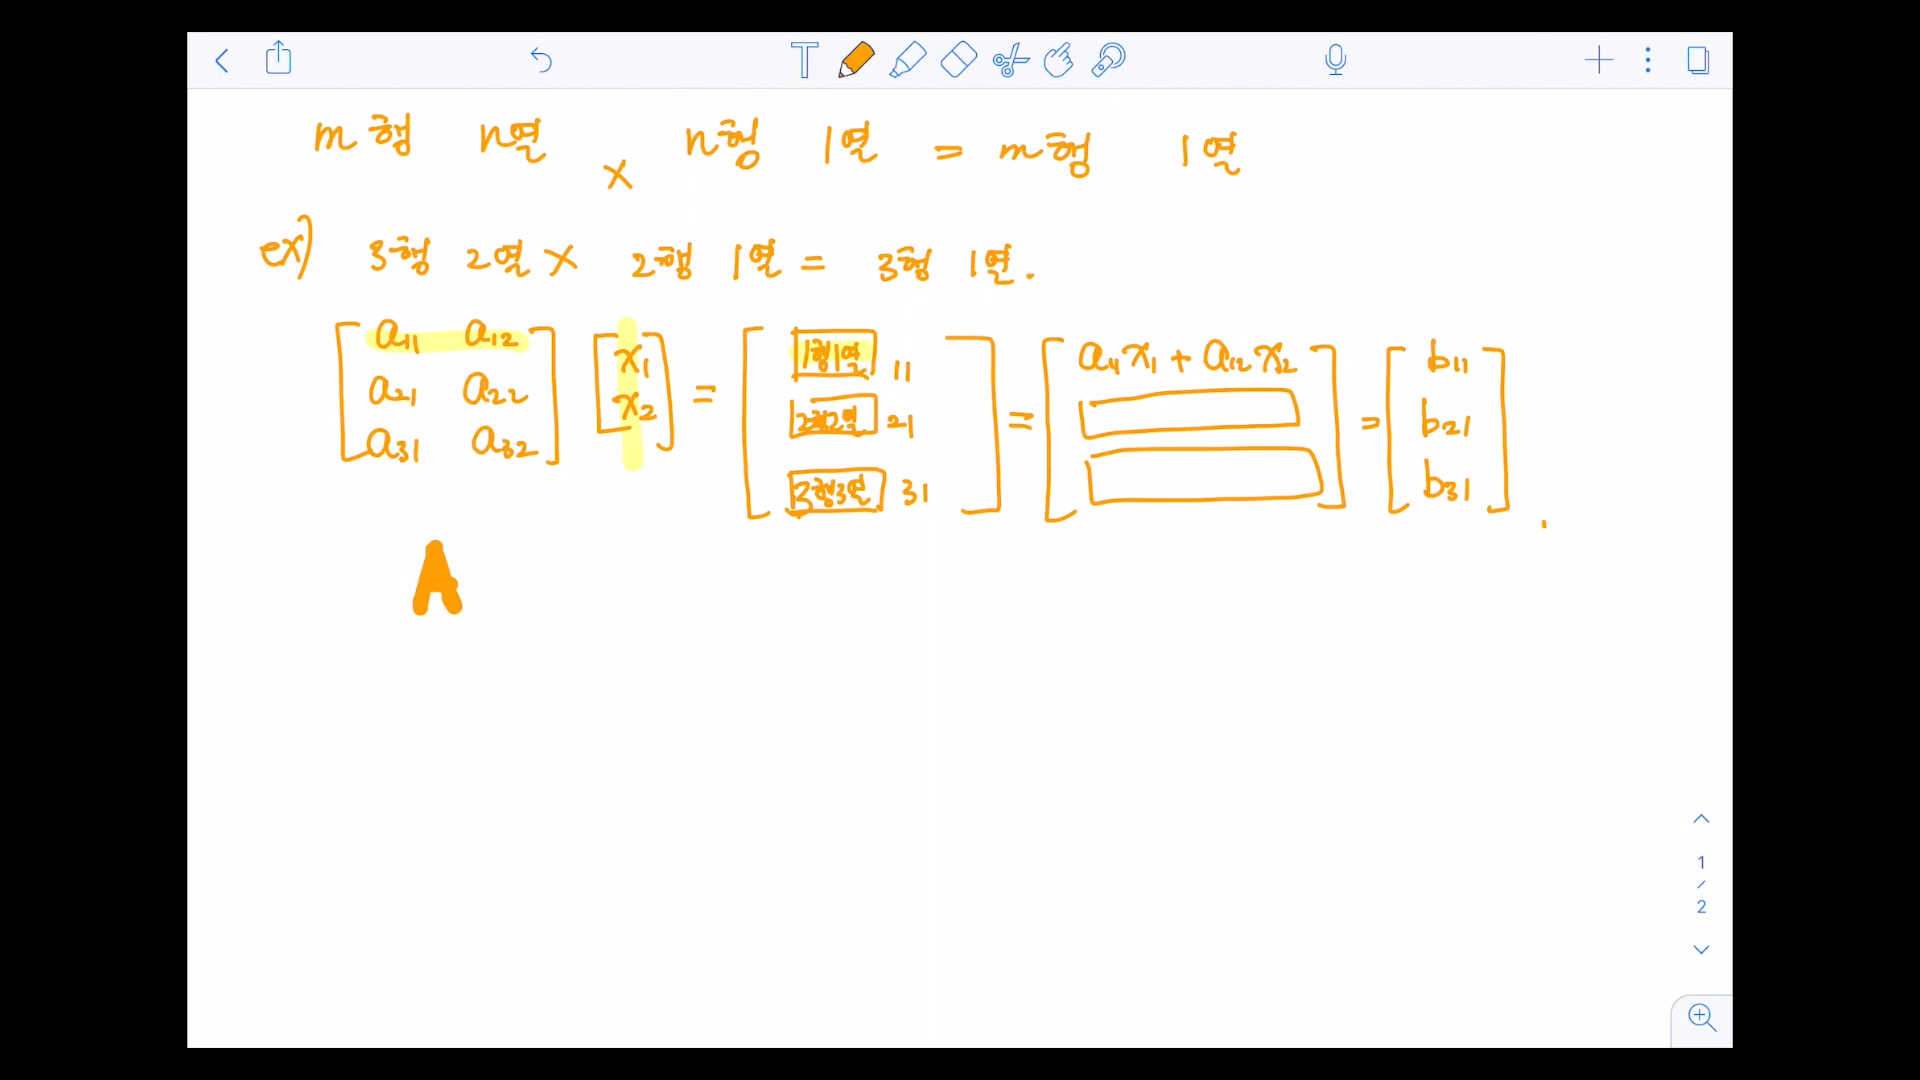 m행 n열 × n행 1열 = m행 1열
ex) 3행 2열 × 2행 1열 = 3행 1열.
[a11 a12 / a21 a22 / a31 a32] [x1 / x2] = [1행1열 11 / 2행2열 21 / 3행3열 31] = [a11x1 + a12x2] = [b11 / b21 / b31] .
A
1
/
2